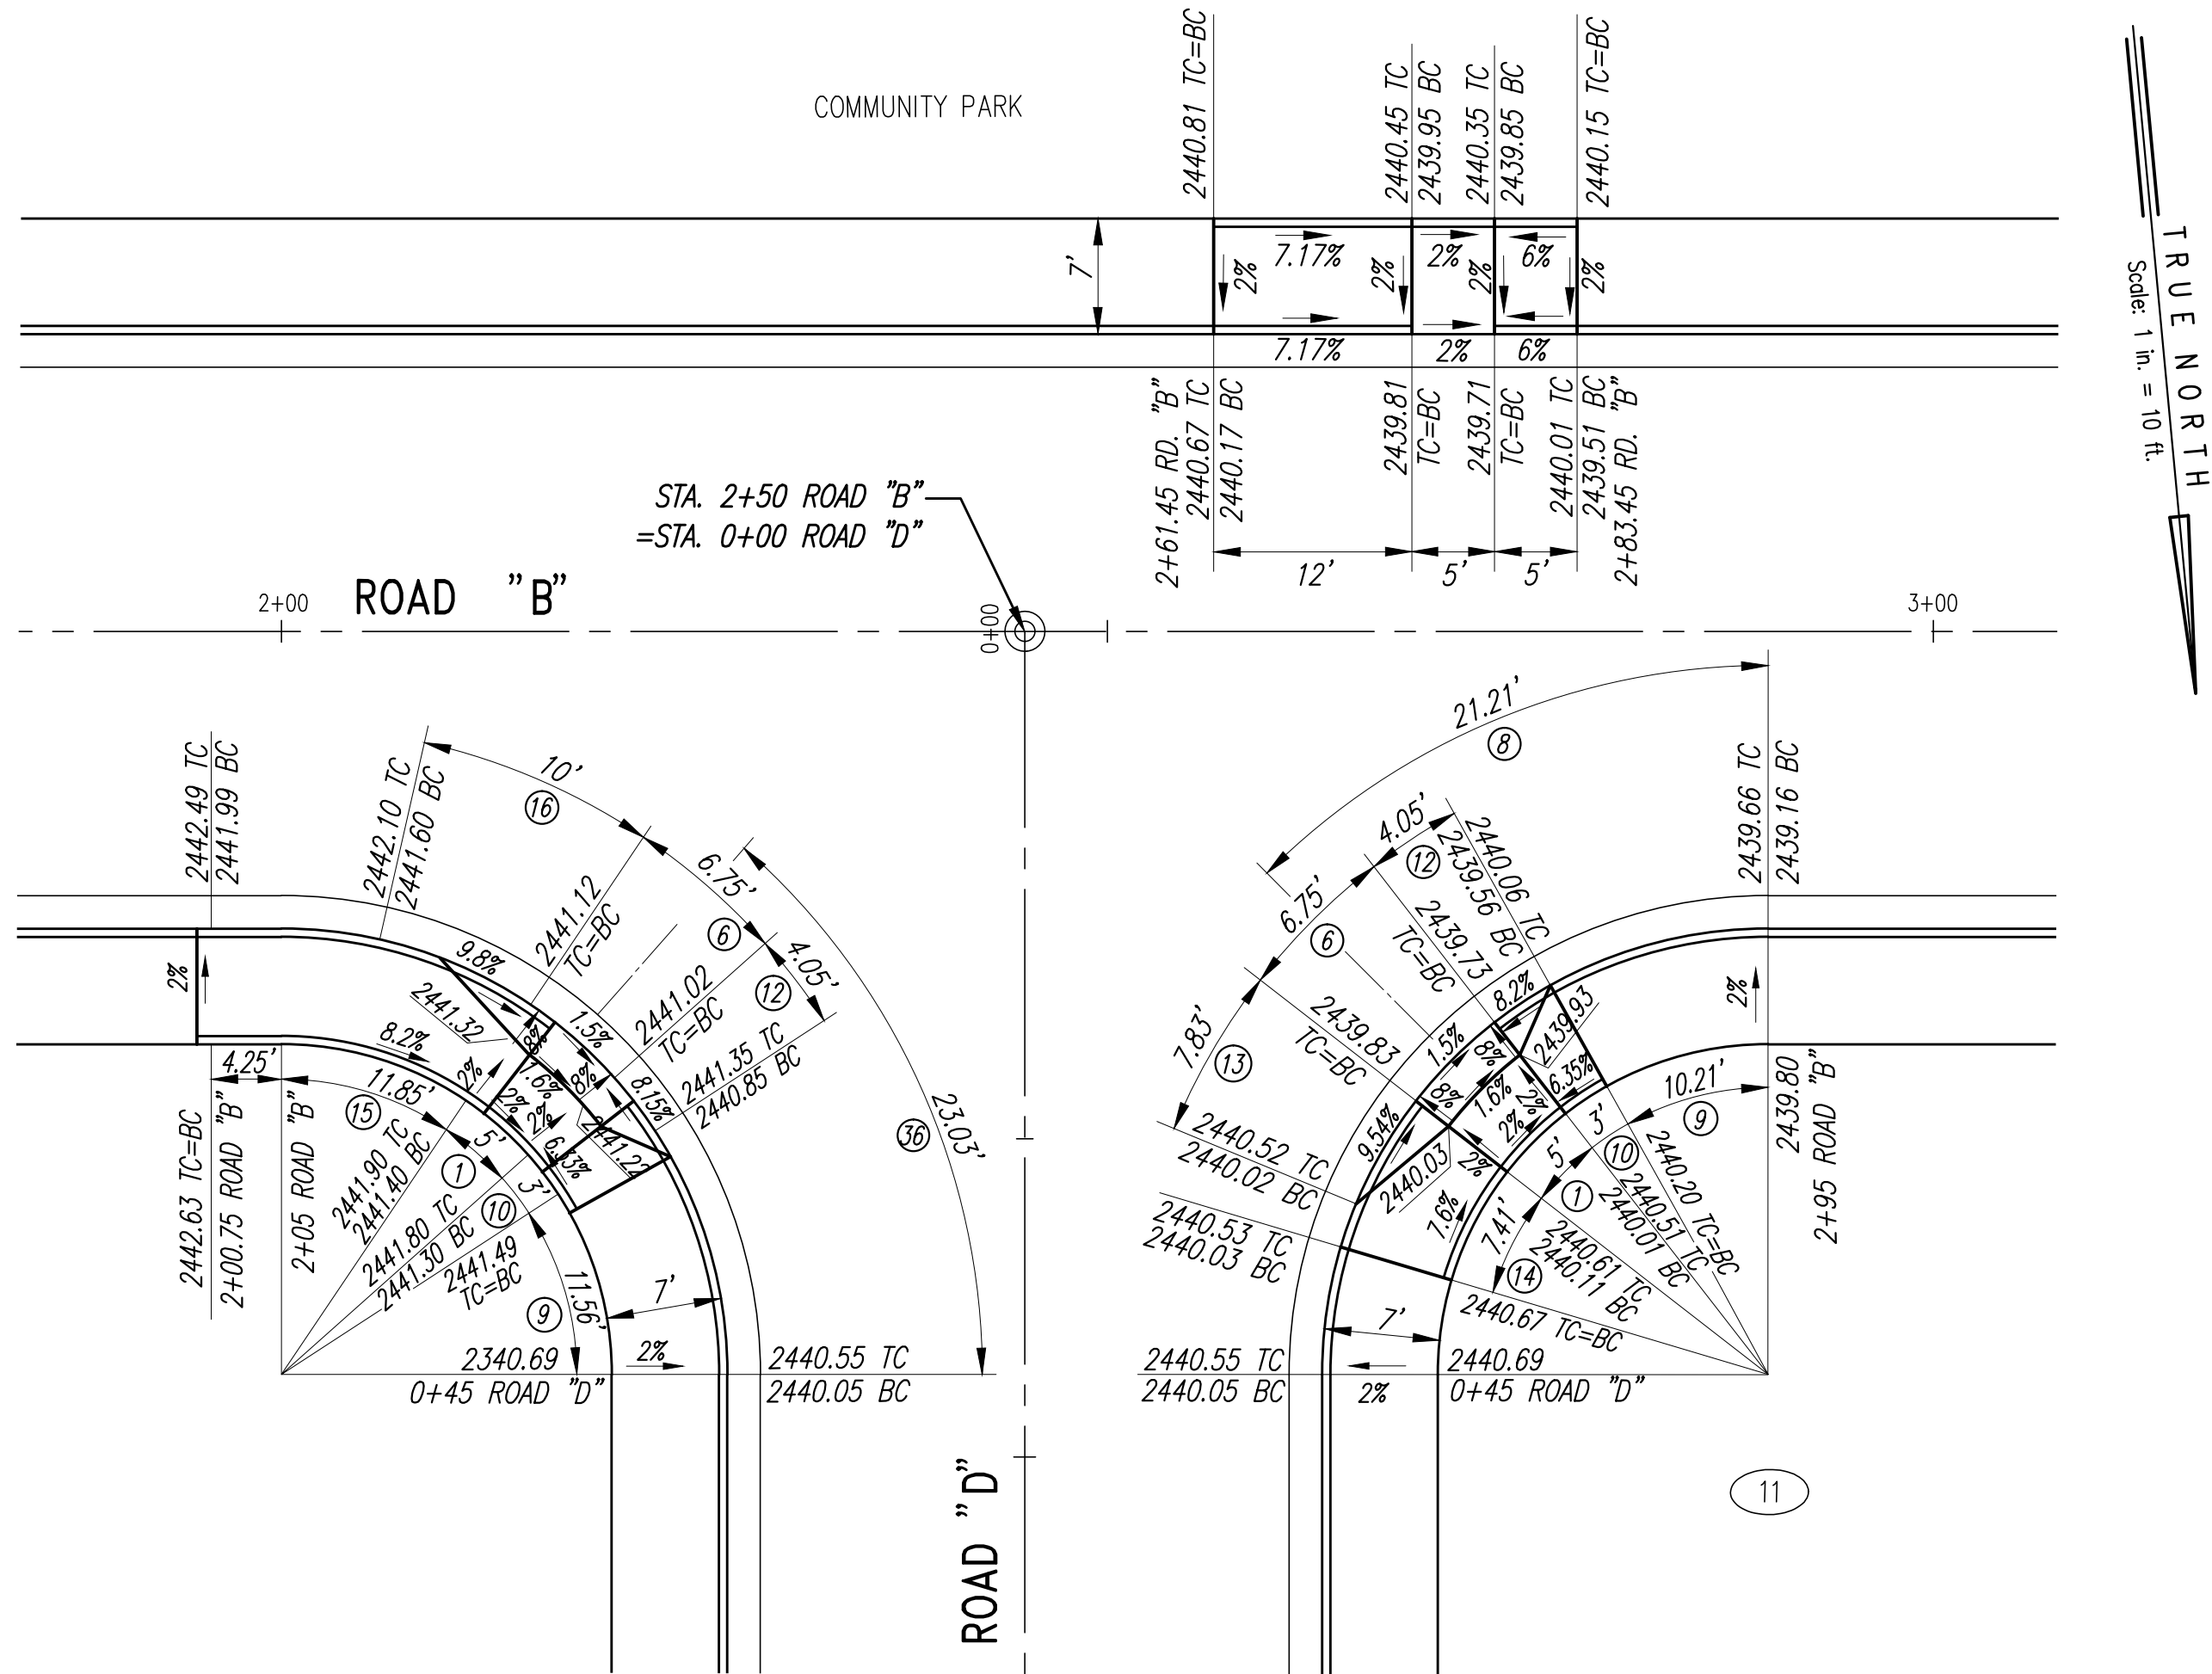 COMMUNITY PARK
2440.81 TC=BC
2440.45 TC
2439.95 BC
2440.35 TC
2439.85 BC
2440.15 TC=BC
TRUE NORTH
Scale: 1 in. = 10 ft.
7'
2%
7.17%
2%
2%
2%
6%
2%
7.17%
2%
6%
2+61.45 RD. "B"
2440.67 TC
2440.17 BC
2439.81
TC=BC
2439.71
TC=BC
2440.01 TC
2439.51 BC
2+83.45 RD. "B"
12'
5'
5'
STA. 2+50 ROAD "B"
=STA. 0+00 ROAD "D"
2+00
ROAD "B"
0+00
3+00
2442.49 TC
2441.99 BC
2442.10 TC
2441.60 BC
10'
16
2441.12
TC=BC
6.75'
6
2441.02
TC=BC
4.05'
12
2441.35 TC
2440.85 BC
23.03'
36
2%
9.8%
2441.32
8.2%
8%
1.5%
2%
1.6%
8%
2%
2%
8.15%
6.33%
2441.22
4.25'
11.85'
15
5'
1
3'
10
11.56'
9
2442.63 TC=BC
2+00.75 ROAD "B"
2+05 ROAD "B"
2441.90 TC
2441.40 BC
2441.80 TC
2441.30 BC
2441.49
TC=BC
7'
2340.69
0+45 ROAD "D"
2%
2440.55 TC
2440.05 BC
21.21'
8
4.05'
12
2440.06 TC
2439.56 BC
6.75'
6
2439.73
TC=BC
7.83'
13
2439.83
TC=BC
2439.66 TC
2439.16 BC
8.2%
2439.93
2%
1.5%
8%
8%
1.6%
2%
6.35%
2%
9.54%
2440.03
2%
7.6%
2440.52 TC
2440.02 BC
2440.53 TC
2440.03 BC
10.21'
9
3'
10
5'
1
7.41'
14
2440.20 TC=BC
2440.51 TC
2440.01 BC
2440.61 TC
2440.11 BC
2440.67 TC=BC
2439.80
2+95 ROAD "B"
7'
2440.55 TC
2440.05 BC
2%
2440.69
0+45 ROAD "D"
ROAD "D"
11